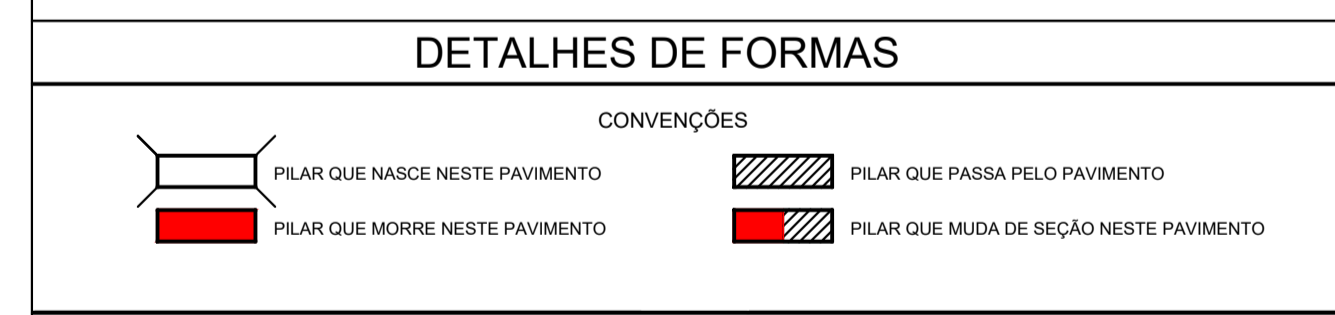 DETALHES DE FORMAS
CONVENÇÕES
PILAR QUE NASCE NESTE PAVIMENTO
PILAR QUE PASSA PELO PAVIMENTO
PILAR QUE MORRE NESTE PAVIMENTO
PILAR QUE MUDA DE SEÇÃO NESTE PAVIMENTO